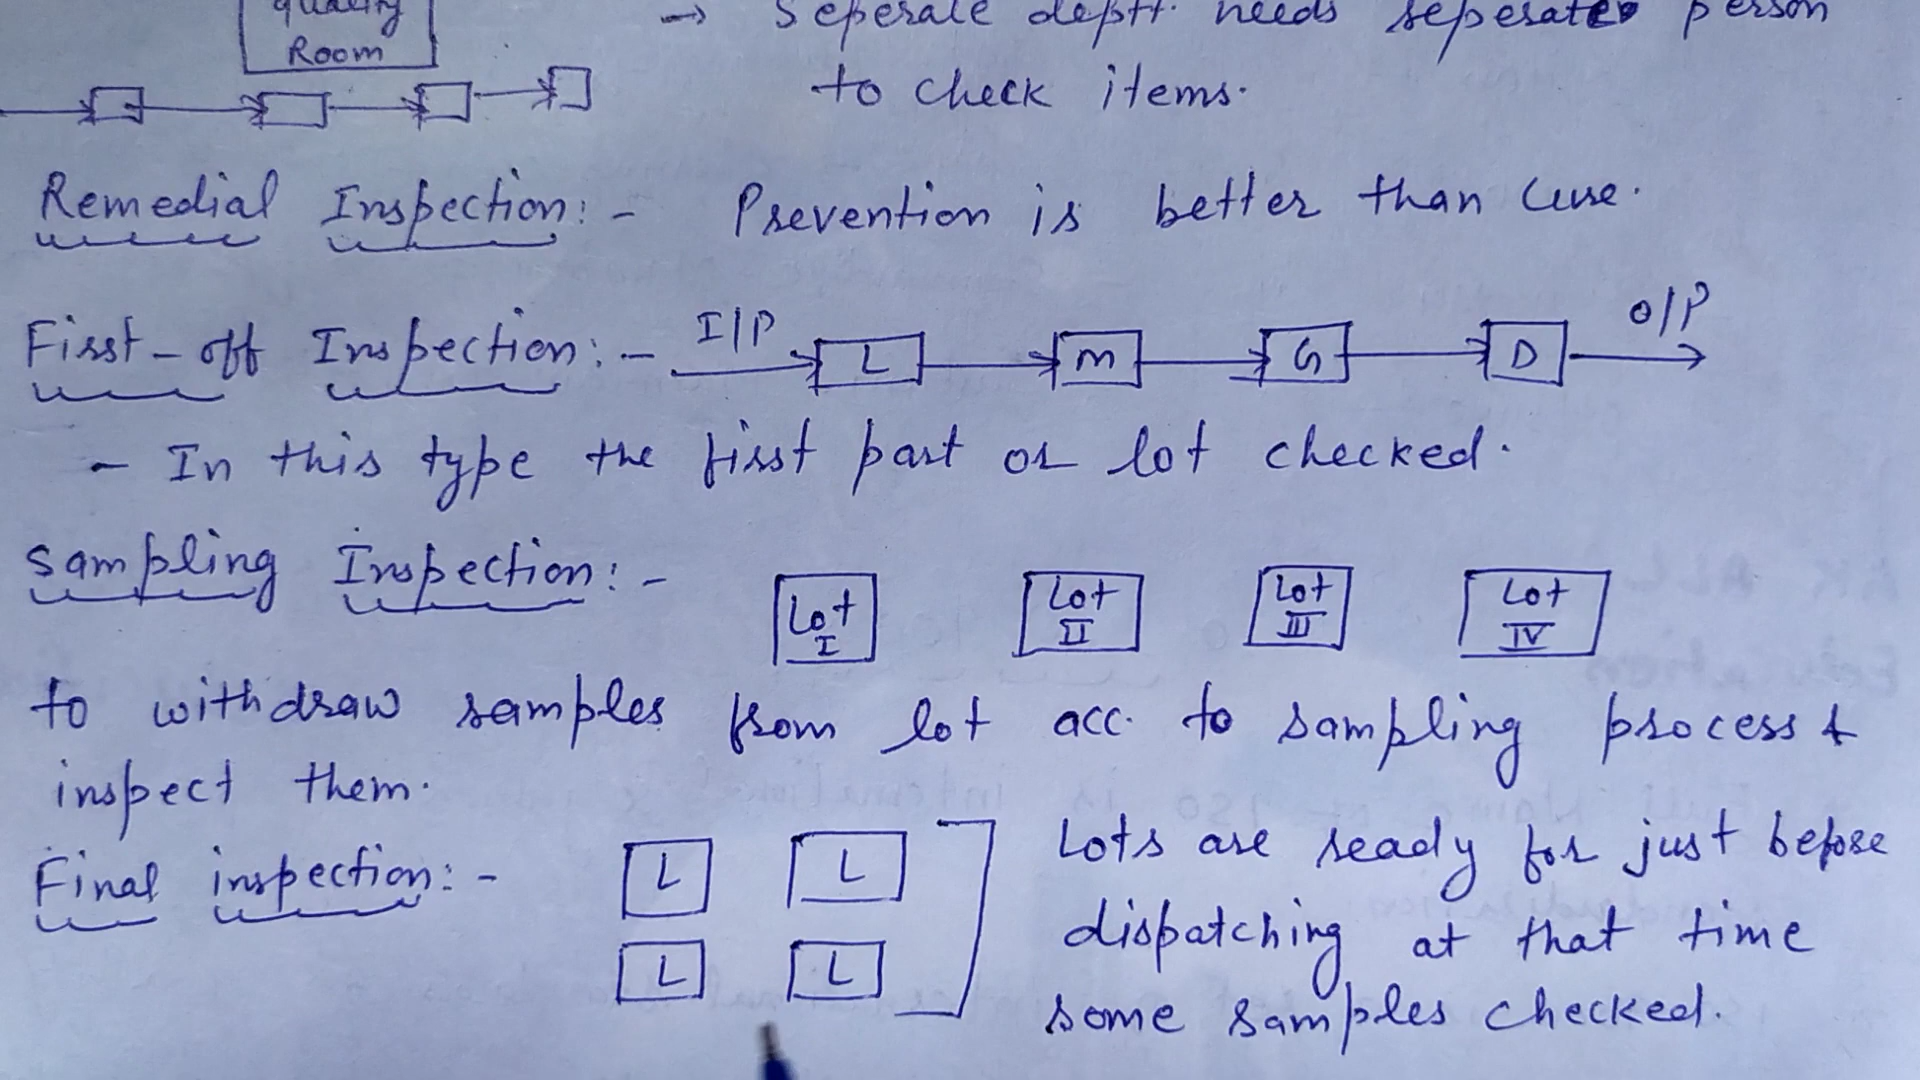 Quality
Room
→ Seperate deptt. needs seperate person
to check items.
Remedial Inspection:- Prevention is better than cure.
First-off Inspection:- I/P L m G D O/P
- In this type the first part or lot checked.
Sampling Inspection:- Lot I Lot II Lot III Lot IV
to withdraw samples from lot acc. to sampling process &
inspect them.
Final inspection:- L L L L
Lots are ready for just before
dispatching at that time
some samples checked.